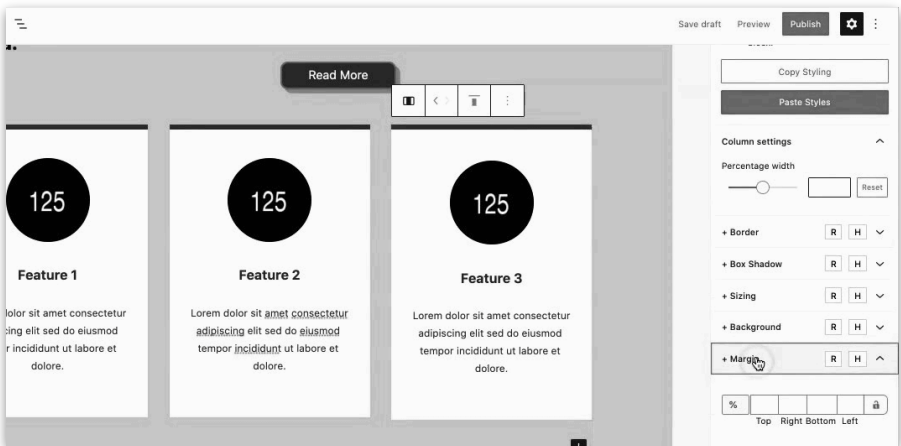 Save draft Preview Publish
Read More
Copy Styling
Paste Styles
Column settings
Percentage width
Reset
+ Border R H
+ Box Shadow R H
+ Sizing R H
+ Background R H
+ Margin R H
%
Top Right Bottom Left
125
Feature 1
lolor sit amet consectetur
cing elit sed do eiusmod
r incididunt ut labore et
dolore.
125
Feature 2
Lorem dolor sit amet consectetur
adipiscing elit sed do eiusmod
tempor incididunt ut labore et
dolore.
125
Feature 3
Lorem dolor sit amet consectetur
adipiscing elit sed do eiusmod
tempor incididunt ut labore et
dolore.